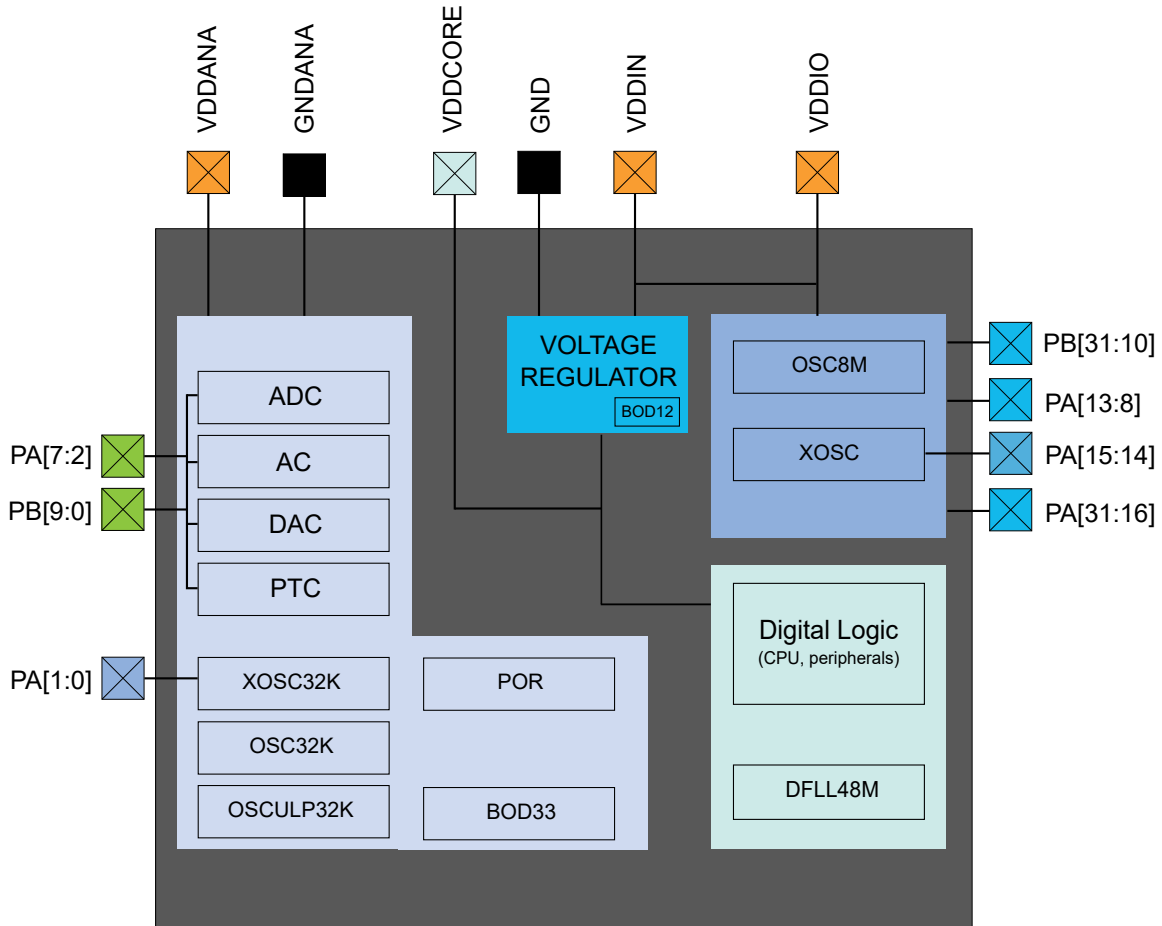 VDDANA
GNDANA
VDDCORE
GND
VDDIN
VDDIO
VOLTAGE
REGULATOR
BOD12
OSC8M
XOSC
PB[31:10]
PA[13:8]
PA[15:14]
PA[31:16]
ADC
AC
DAC
PTC
PA[7:2]
PB[9:0]
PA[1:0]
XOSC32K
OSC32K
OSCULP32K
POR
BOD33
Digital Logic
(CPU, peripherals)
DFLL48M